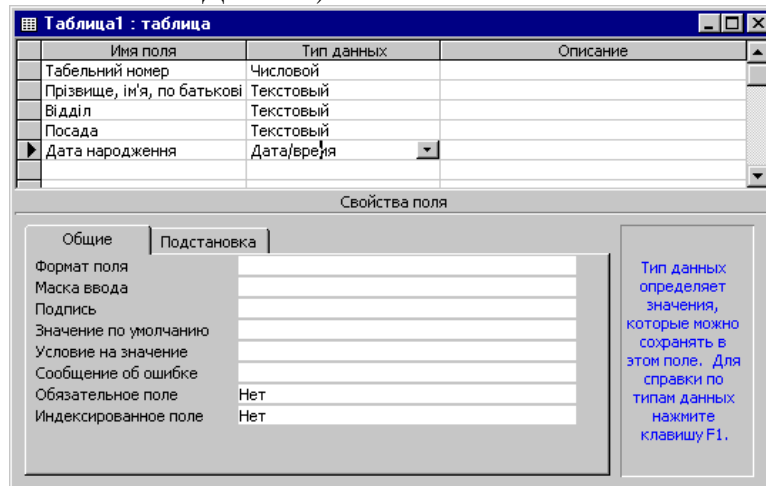 Таблица1 : таблица
Имя поля Тип данных Описание
Табельний номер Числовой
Прізвище, ім'я, по батькові Текстовый
Відділ Текстовый
Посада Текстовый
Дата народження Дата/время
Свойства поля
Общие Подстановка
Формат поля
Маска ввода
Подпись
Значение по умолчанию
Условие на значение
Сообщение об ошибке
Обязательное поле Нет
Индексированное поле Нет
Тип данных
определяет
значения,
которые можно
сохранять в
этом поле. Для
справки по
типам данных
нажмите
клавишу F1.